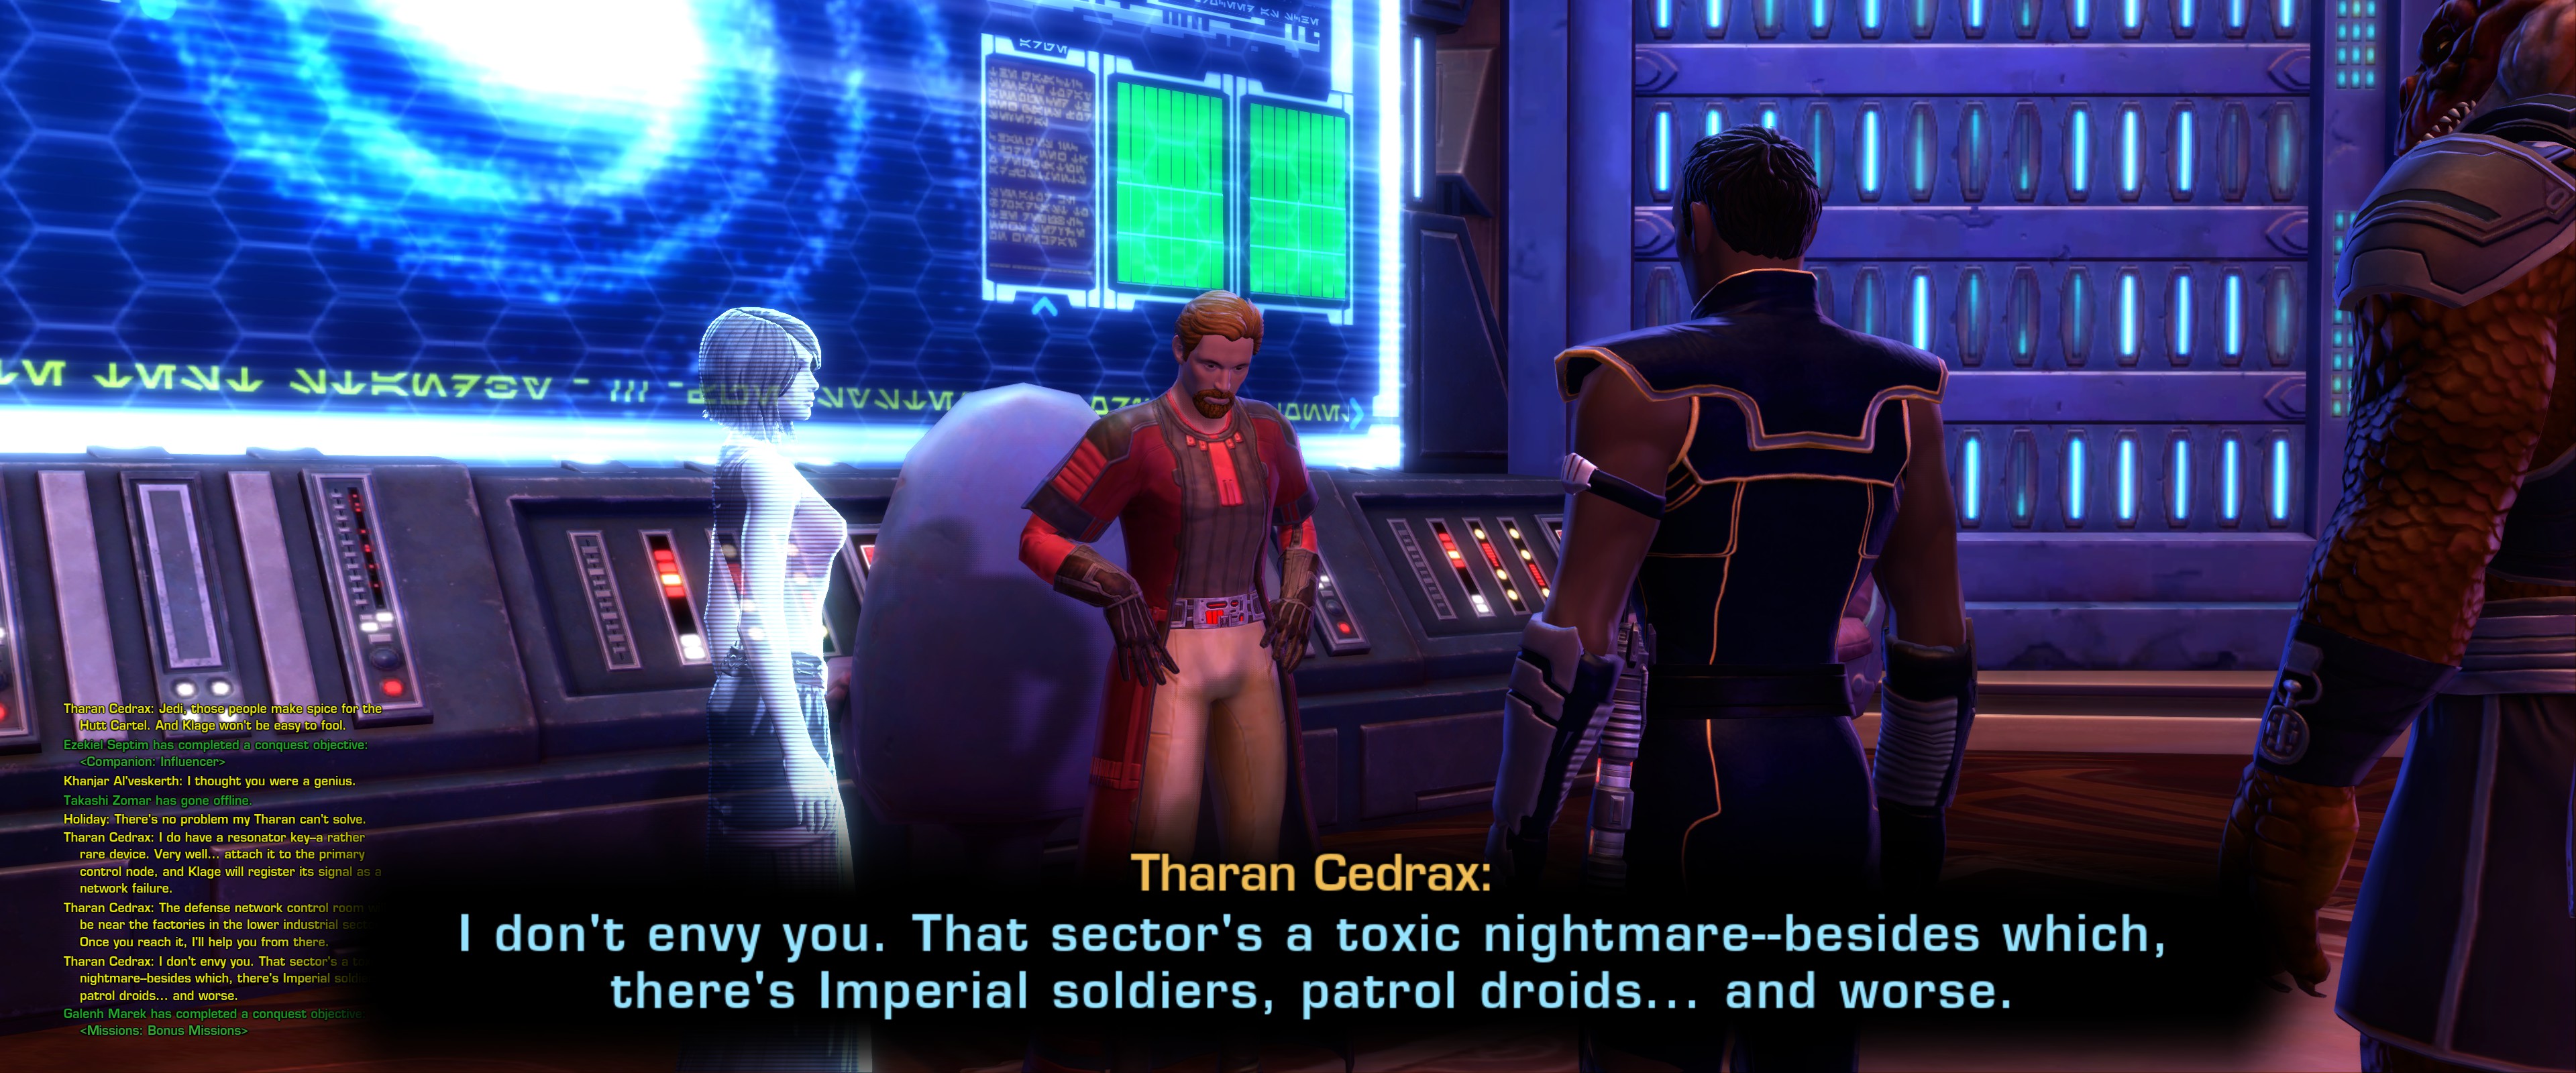 Tharan Cedrax: Jedi, those people make spice for the
Hutt Cartel. And Klage won't be easy to fool.
Ezekiel Septim has completed a conquest objective:
<Companion: Influencer>
Khanjar Al'veskerth: I thought you were a genius.
Takashi Zomar has gone offline.
Holiday: There's no problem my Tharan can't solve.
Tharan Cedrax: I do have a resonator key--a rather
rare device. Very well... attach it to the primary
control node, and Klage will register its signal as a
network failure.
Tharan Cedrax: The defense network control room
be near the factories in the lower industrial
Once you reach it, I'll help you from there.
Tharan Cedrax: I don't envy you. That sector's a
nightmare--besides which, there's Imperial
patrol droids... and worse.
Galenh Marek has completed a conquest objective:
<Missions: Bonus Missions>
Tharan Cedrax:
I don't envy you. That sector's a toxic nightmare--besides which,
there's Imperial soldiers, patrol droids... and worse.